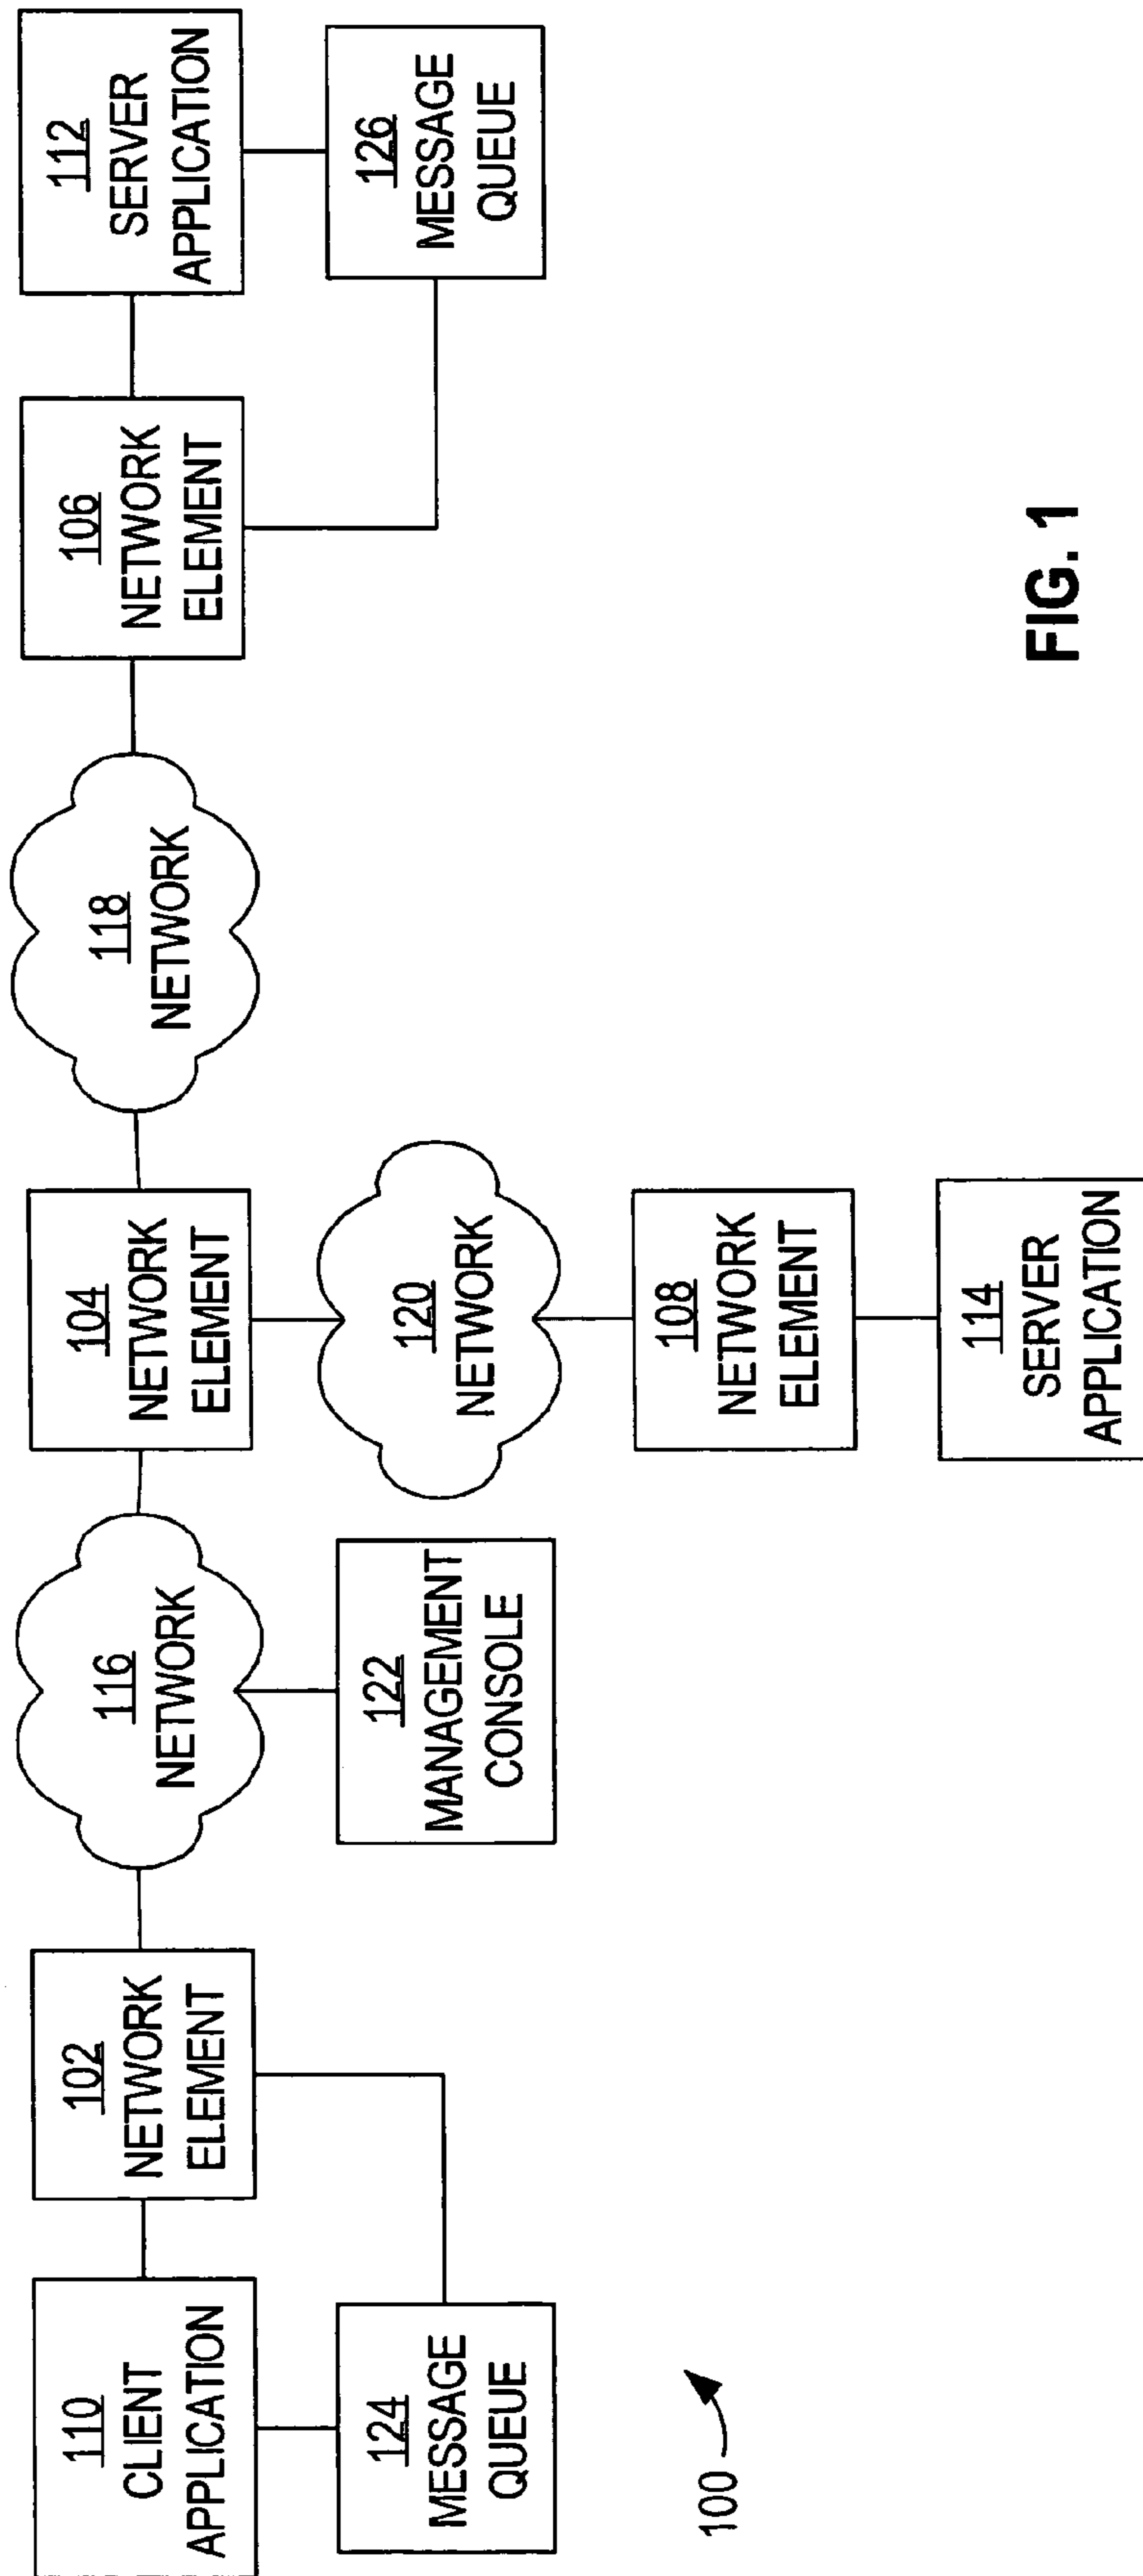 110
CLIENT
APPLICATION
102
NETWORK
ELEMENT
116
NETWORK
104
NETWORK
ELEMENT
118
NETWORK
106
NETWORK
ELEMENT
112
SERVER
APPLICATION
124
MESSAGE
QUEUE
122
MANAGEMENT
CONSOLE
120
NETWORK
126
MESSAGE
QUEUE
108
NETWORK
ELEMENT
114
SERVER
APPLICATION
100
FIG. 1